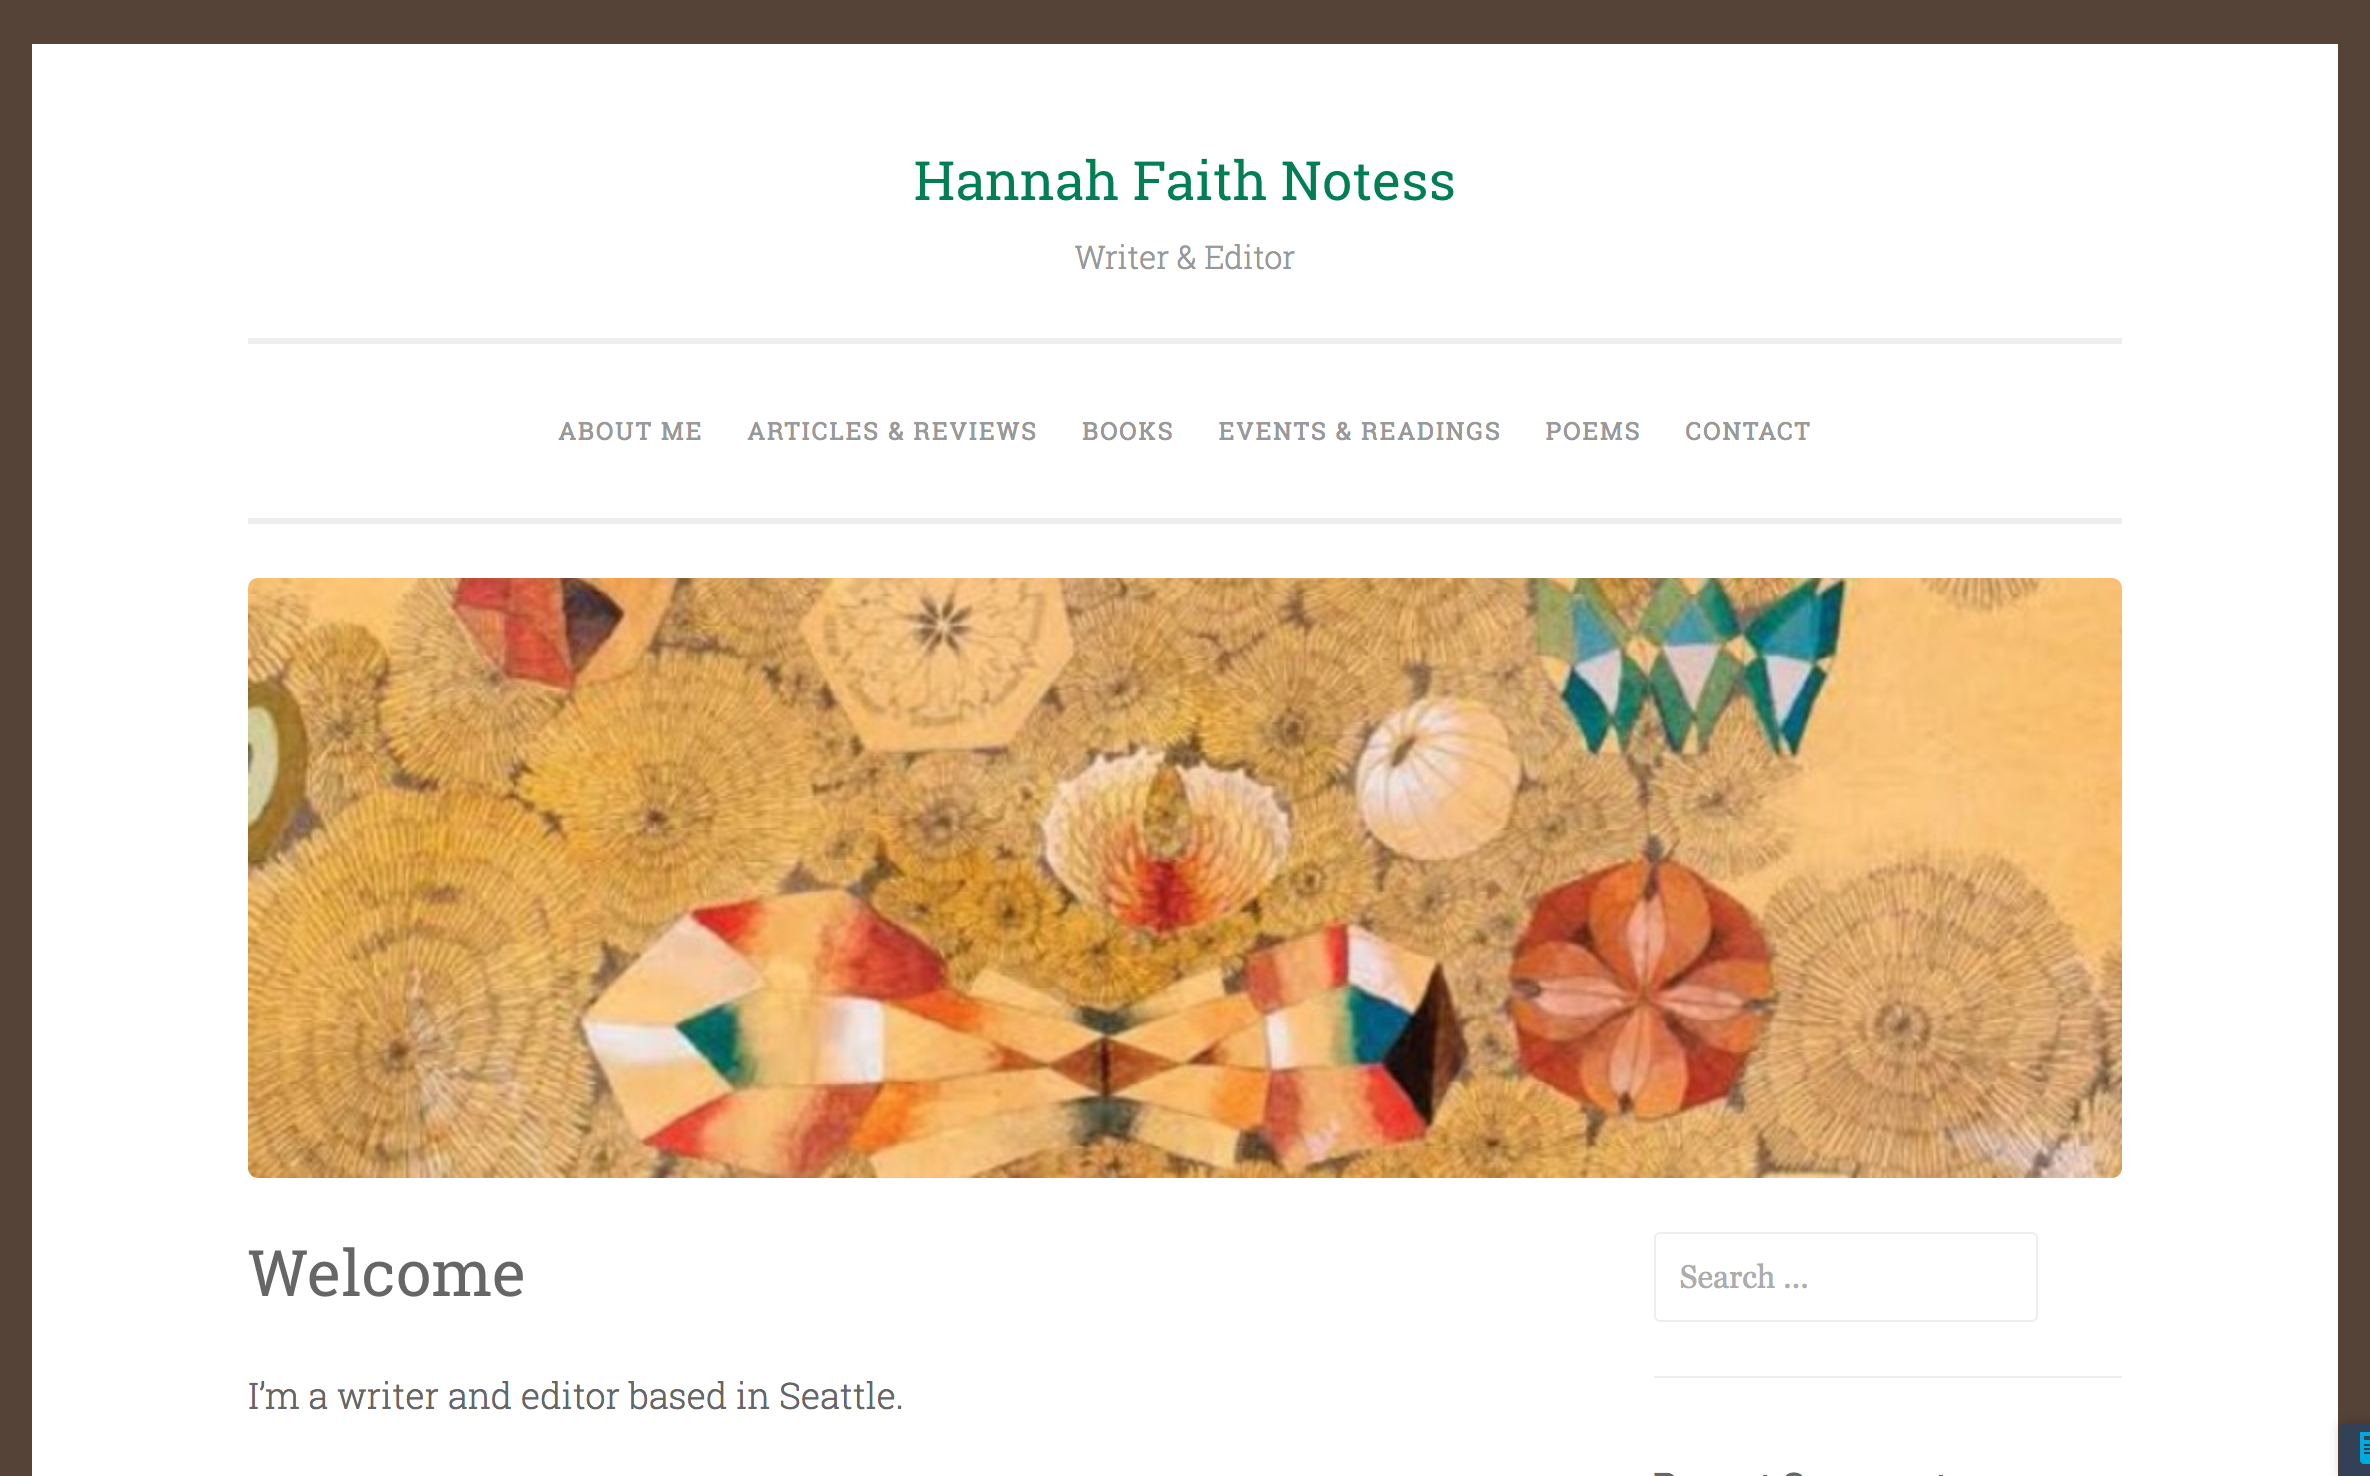 Hannah Faith Notess
Writer & Editor
ABOUT ME ARTICLES & REVIEWS BOOKS EVENTS & READINGS POEMS CONTACT
Welcome
Search ...
I'm a writer and editor based in Seattle.